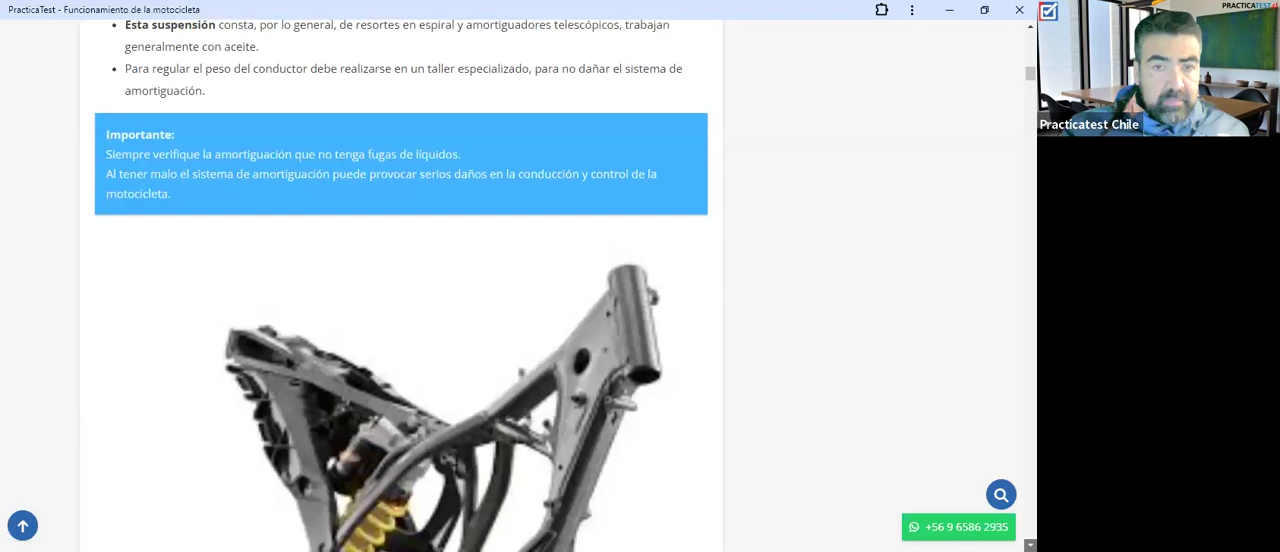 PracticaTest - Funcionamiento de la motocicleta
PRACTICATEST.cl
• Esta suspensión consta, por lo general, de resortes en espiral y amortiguadores telescópicos, trabajan
generalmente con aceite.
• Para regular el peso del conductor debe realizarse en un taller especializado, para no dañar el sistema de
amortiguación.
Importante:
Siempre verifique la amortiguación que no tenga fugas de líquidos.
Al tener malo el sistema de amortiguación puede provocar serios daños en la conducción y control de la
motocicleta.
Practicatest Chile
+56 9 6586 2935